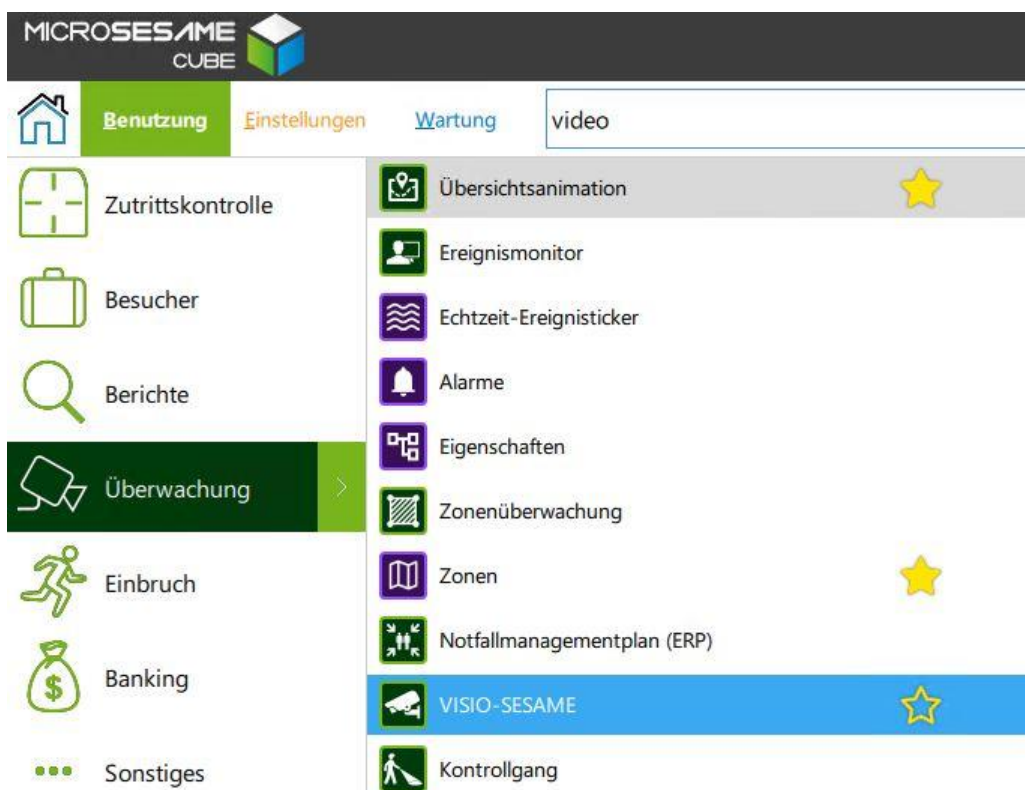 MICROSESAME
CUBE
Benutzung Einstellungen Wartung video
Zutrittskontrolle
Besucher
Berichte
Überwachung
Einbruch
Banking
Sonstiges
Übersichtsanimation
Ereignismonitor
Echtzeit-Ereignisticker
Alarme
Eigenschaften
Zonenüberwachung
Zonen
Notfallmanagementplan (ERP)
VISIO-SESAME
Kontrollgang